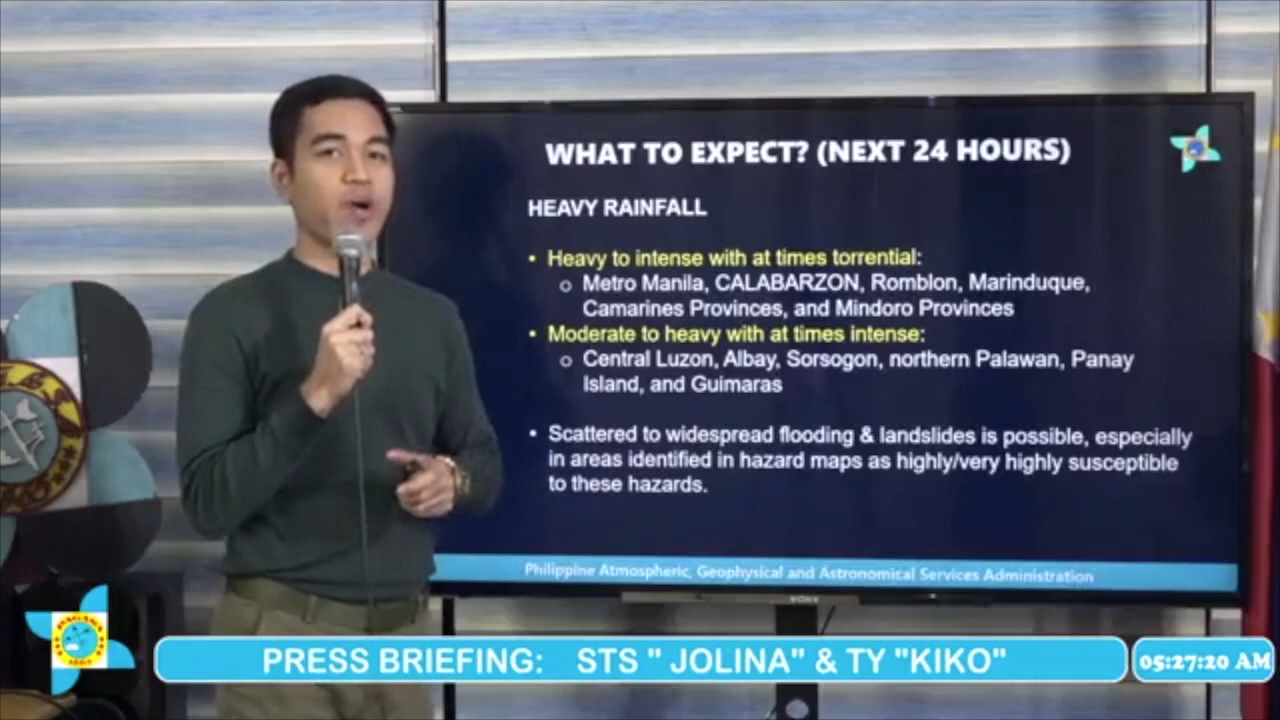 WHAT TO EXPECT? (NEXT 24 HOURS)
HEAVY RAINFALL
• Heavy to intense with at times torrential:
o Metro Manila, CALABARZON, Romblon, Marinduque,
Camarines Provinces, and Mindoro Provinces
• Moderate to heavy with at times intense:
o Central Luzon, Albay, Sorsogon, northern Palawan, Panay
Island, and Guimaras
• Scattered to widespread flooding & landslides is possible, especially
in areas identified in hazard maps as highly/very highly susceptible
to these hazards.
Philippine Atmospheric, Geophysical and Astronomical Services Administration
SONY
PAGASA
PRESS BRIEFING: STS " JOLINA" & TY "KIKO"
05:27:20 AM